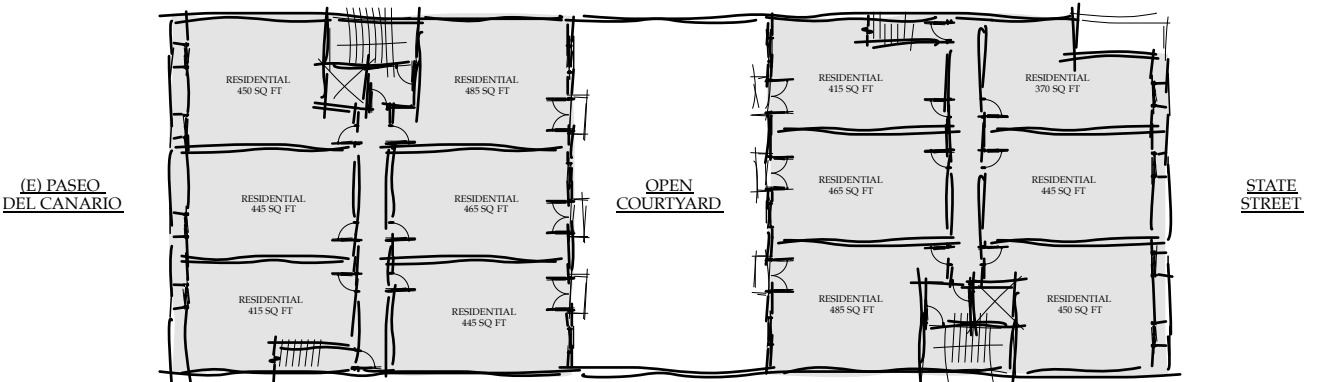 RESIDENTIAL
450 SQ FT
RESIDENTIAL
485 SQ FT
RESIDENTIAL
415 SQ FT
RESIDENTIAL
370 SQ FT
(E) PASEO
DEL CANARIO
RESIDENTIAL
445 SQ FT
RESIDENTIAL
465 SQ FT
OPEN
COURTYARD
RESIDENTIAL
465 SQ FT
RESIDENTIAL
445 SQ FT
STATE
STREET
RESIDENTIAL
415 SQ FT
RESIDENTIAL
445 SQ FT
RESIDENTIAL
485 SQ FT
RESIDENTIAL
450 SQ FT